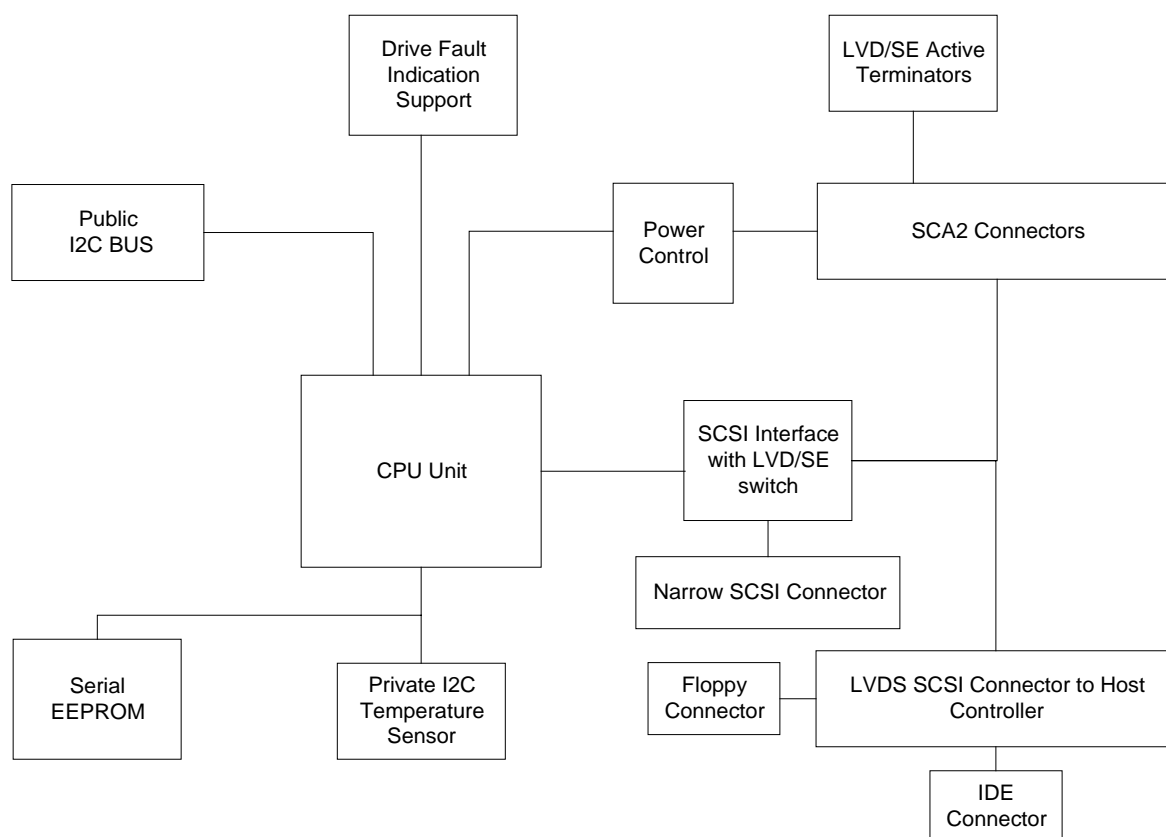 Drive Fault
Indication
Support
LVD/SE Active
Terminators
Public
I2C BUS
Power
Control
SCA2 Connectors
CPU Unit
SCSI Interface
with LVD/SE
switch
Narrow SCSI Connector
Serial
EEPROM
Private I2C
Temperature
Sensor
Floppy
Connector
LVDS SCSI Connector to Host
Controller
IDE
Connector